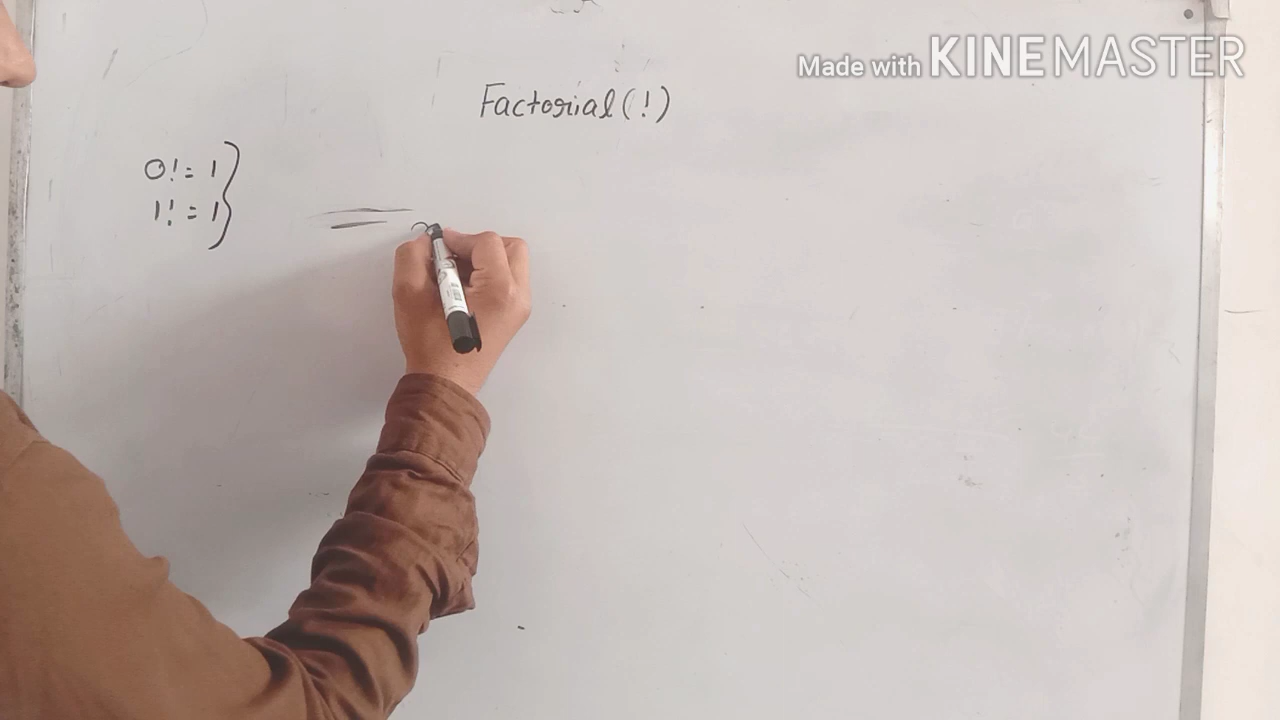 Made with KINEMASTER
Factorial (!)
0! = 1
1! = 1